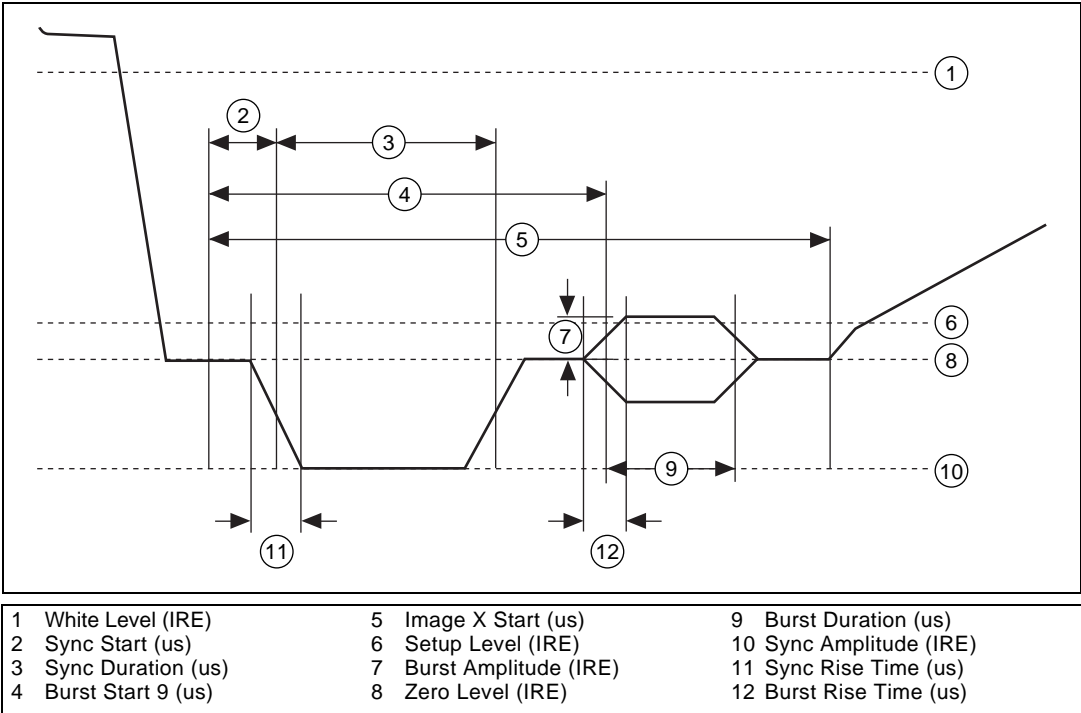 1
2
3
4
5
6
7
8
9
10
11
12
1 White Level (IRE)
2 Sync Start (us)
3 Sync Duration (us)
4 Burst Start 9 (us)
5 Image X Start (us)
6 Setup Level (IRE)
7 Burst Amplitude (IRE)
8 Zero Level (IRE)
9 Burst Duration (us)
10 Sync Amplitude (IRE)
11 Sync Rise Time (us)
12 Burst Rise Time (us)